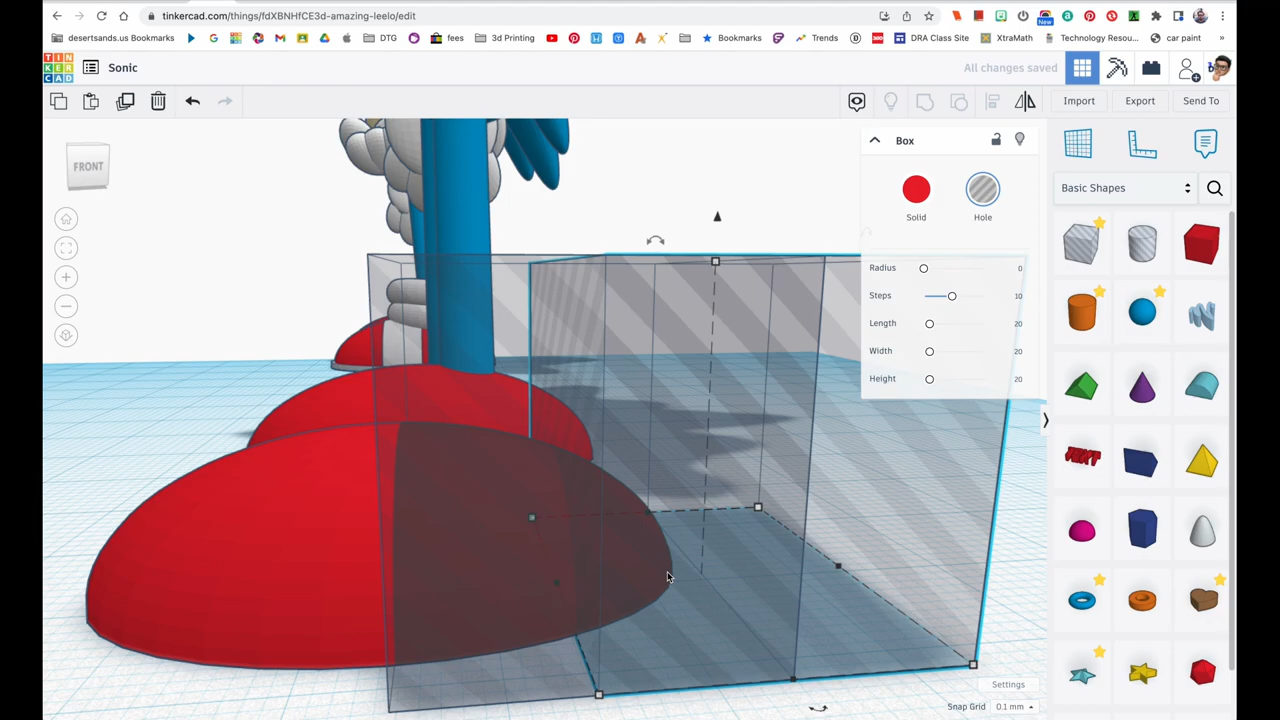 tinkercad.com/things/fdXBNHfCE3d-amazing-leelo/edit
New
desertsands.us Bookmarks
DTG
fees
3d Printing
Bookmarks
Trends
DRA Class Site
XtraMath
Technology Resou...
car paint
»
TIN
KER
CAD
Sonic
All changes saved
Import
Export
Send To
FRONT
Box
Solid
Hole
Radius 0
Steps 10
Length 20
Width 20
Height 20
Basic Shapes
TEXT
Settings
Snap Grid 0.1 mm